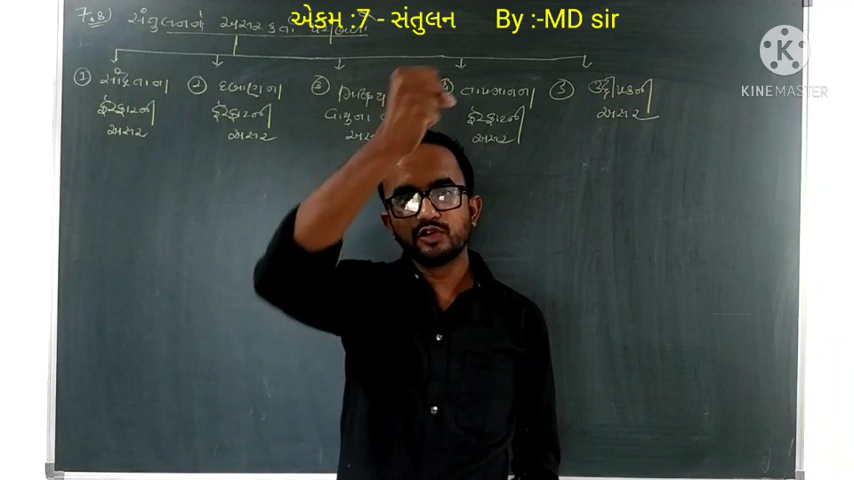 એકમ :7 - સંતુલન By :-MD sir
7.8) સંતુલનને અસર કરતા પરિબળો
① સાંદ્રતાના ફેરફારની અસર
② દબાણના ફેરફારની અસર
③ નિષ્ક્રિય વાયુના અસર
④ તાપમાનના ફેરફારની અસર
⑤ ઉદ્દીપકની અસર
K
KINEMASTER